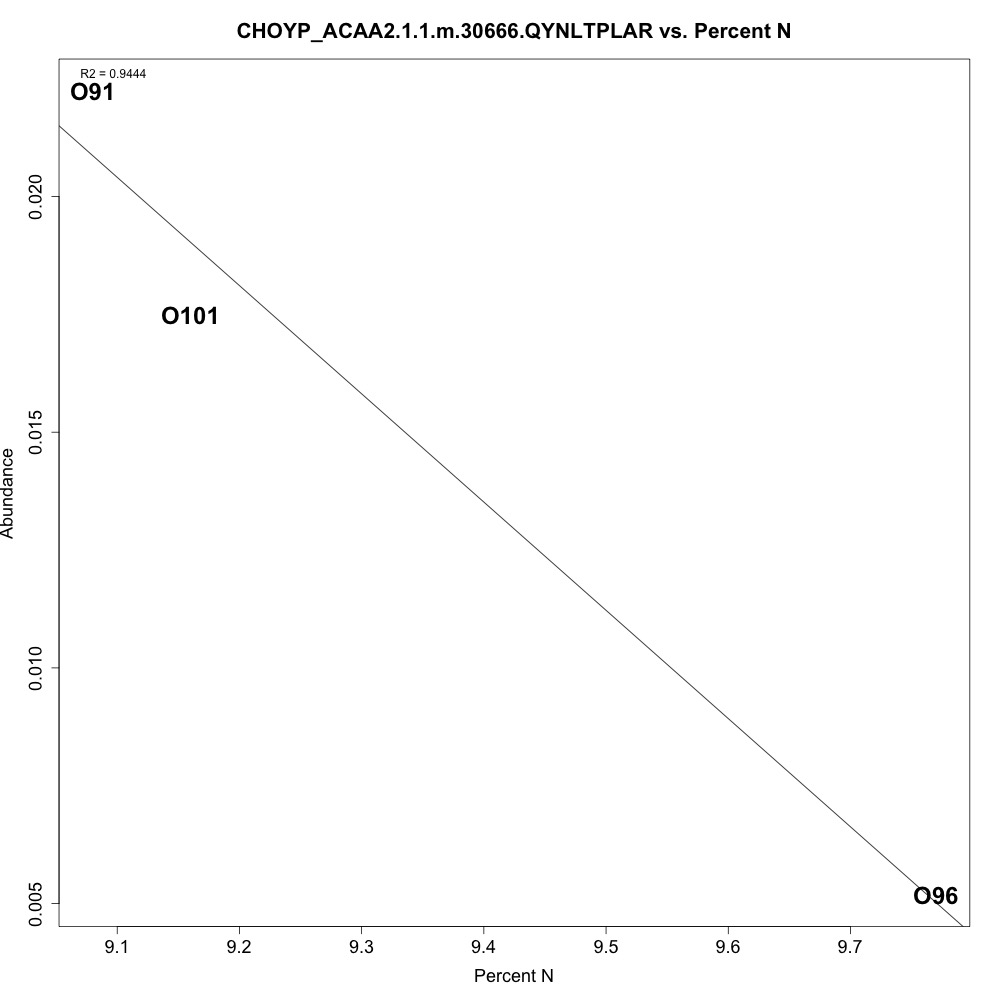 CHOYP_ACAA2.1.1.m.30666.QYNLTPLAR vs. Percent N
R2 = 0.9444
O91
0.020
O101
0.015
Abundance
0.010
O96
0.005
9.1 9.2 9.3 9.4 9.5 9.6 9.7
Percent N